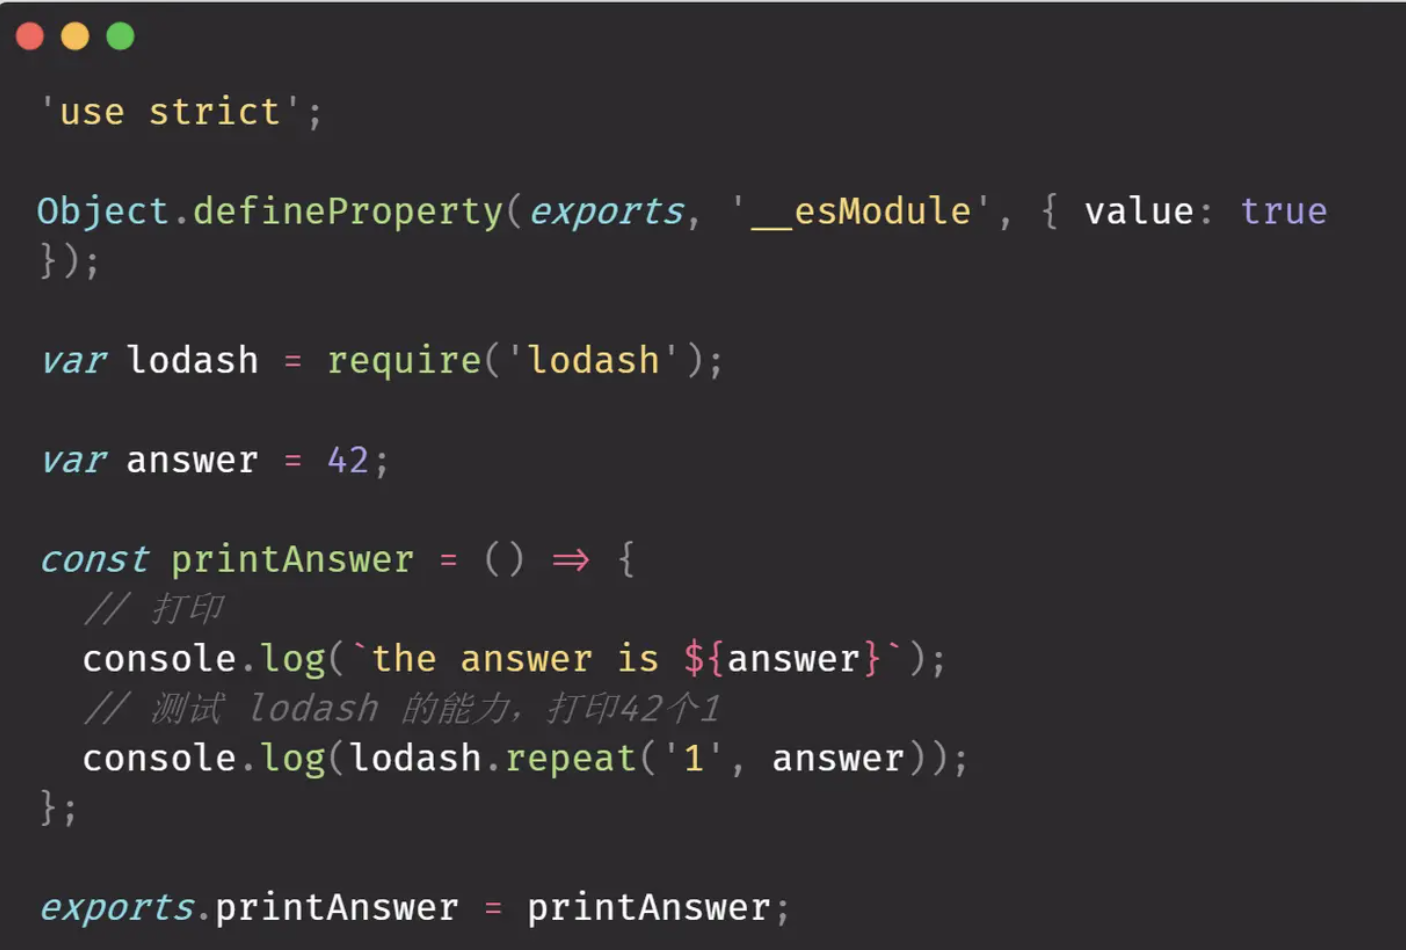 'use strict';
Object.defineProperty(exports, '__esModule', { value: true
});
var lodash = require('lodash');
var answer = 42;
const printAnswer = () => {
// 打印
console.log(`the answer is ${answer}`);
// 测试 lodash 的能力，打印42个1
console.log(lodash.repeat('1', answer));
};
exports.printAnswer = printAnswer;